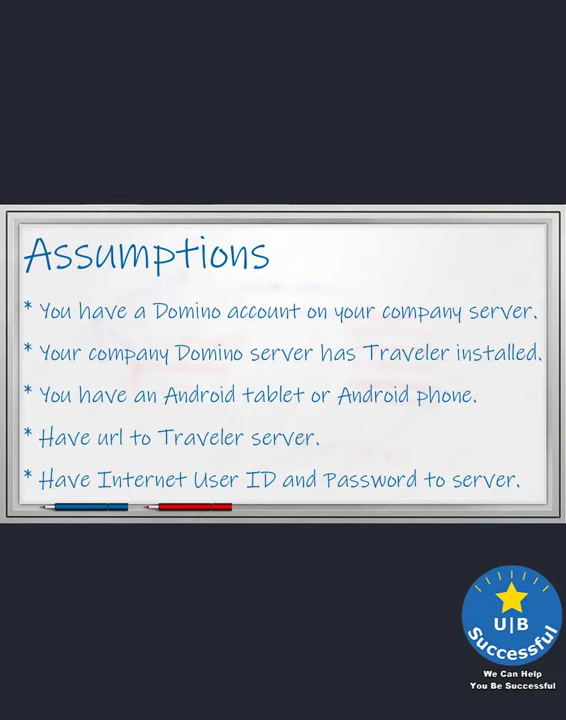 Assumptions
* You have a Domino account on your company server.
* Your company Domino server has Traveler installed.
* You have an Android tablet or Android phone.
* Have url to Traveler server.
* Have Internet User ID and Password to server.
U|B
Successful
We Can Help
You Be Successful